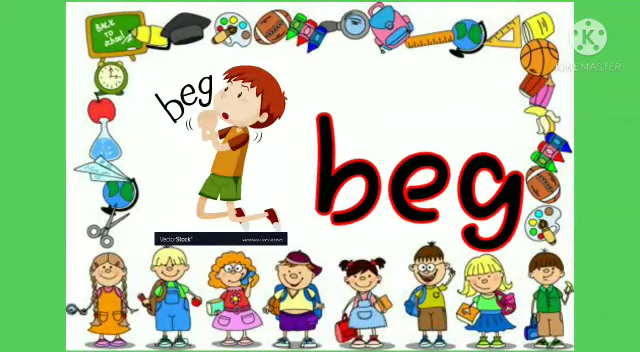 BACK
TO
school
K
KINEMASTER
beg
beg
VectorStock